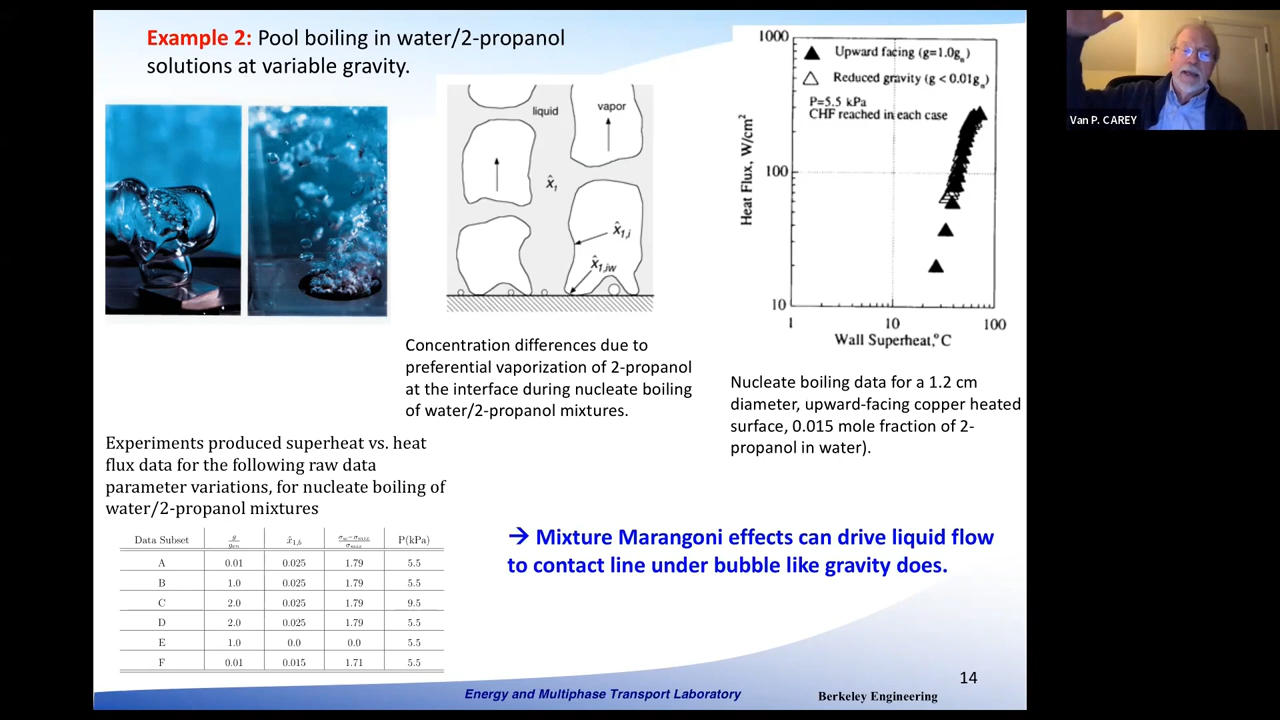 Example 2: Pool boiling in water/2-propanol
solutions at variable gravity.
liquid
vapor
x̂1
x̂1,i
x̂1,iw
Concentration differences due to
preferential vaporization of 2-propanol
at the interface during nucleate boiling
of water/2-propanol mixtures.
1000
▲ Upward facing (g=1.0gn)
△ Reduced gravity (g < 0.01gn)
P=5.5 kPa
CHF reached in each case
Heat Flux, W/cm²
100
10
1 10 100
Wall Superheat,°C
Nucleate boiling data for a 1.2 cm
diameter, upward-facing copper heated
surface, 0.015 mole fraction of 2-
propanol in water).
Van P. CAREY
Experiments produced superheat vs. heat
flux data for the following raw data
parameter variations, for nucleate boiling of
water/2-propanol mixtures
Data Subset g/gen x̂1,b P(kPa)
A 0.01 0.025 1.79 5.5
B 1.0 0.025 1.79 5.5
C 2.0 0.025 1.79 9.5
D 2.0 0.025 1.79 5.5
E 1.0 0.0 0.0 5.5
F 0.01 0.015 1.71 5.5
→ Mixture Marangoni effects can drive liquid flow
to contact line under bubble like gravity does.
14
Energy and Multiphase Transport Laboratory
Berkeley Engineering